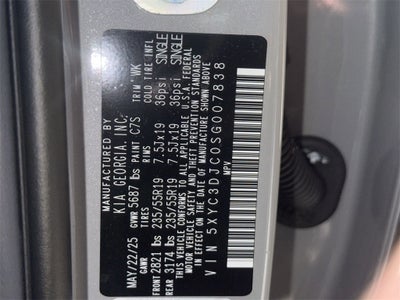 MANUFACTURED BY
KIA GEORGIA, INC.
MAY/22/25 GVWR 5687 lbs PAINT C7S TRIM WK
GAWR TIRES RIMS COLD TIRE INFL
FRONT 2821 lbs 235/55R19 7.5Jx19 36psi SINGLE
REAR 3174 lbs 235/55R19 7.5Jx19 36psi SINGLE
THIS VEHICLE CONFORMS TO ALL APPLICABLE U.S.A. FEDERAL
MOTOR VEHICLE SAFETY AND THEFT PREVENTION STANDARDS
IN EFFECT ON THE DATE OF MANUFACTURE SHOWN ABOVE.
VIN 5XYC3DJC0SG007838
MPV